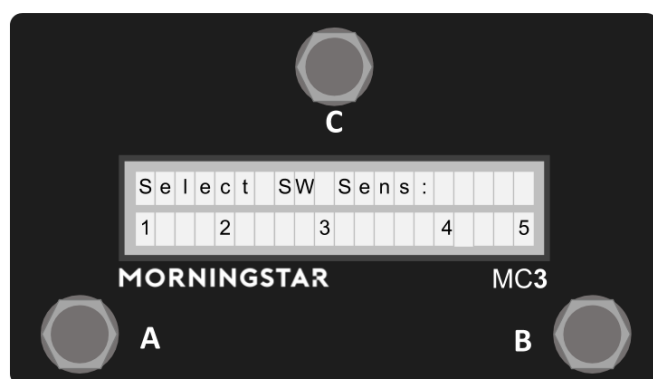 C
Select SW Sens:
1 2 3 4 5
MORNINGSTAR MC3
A B